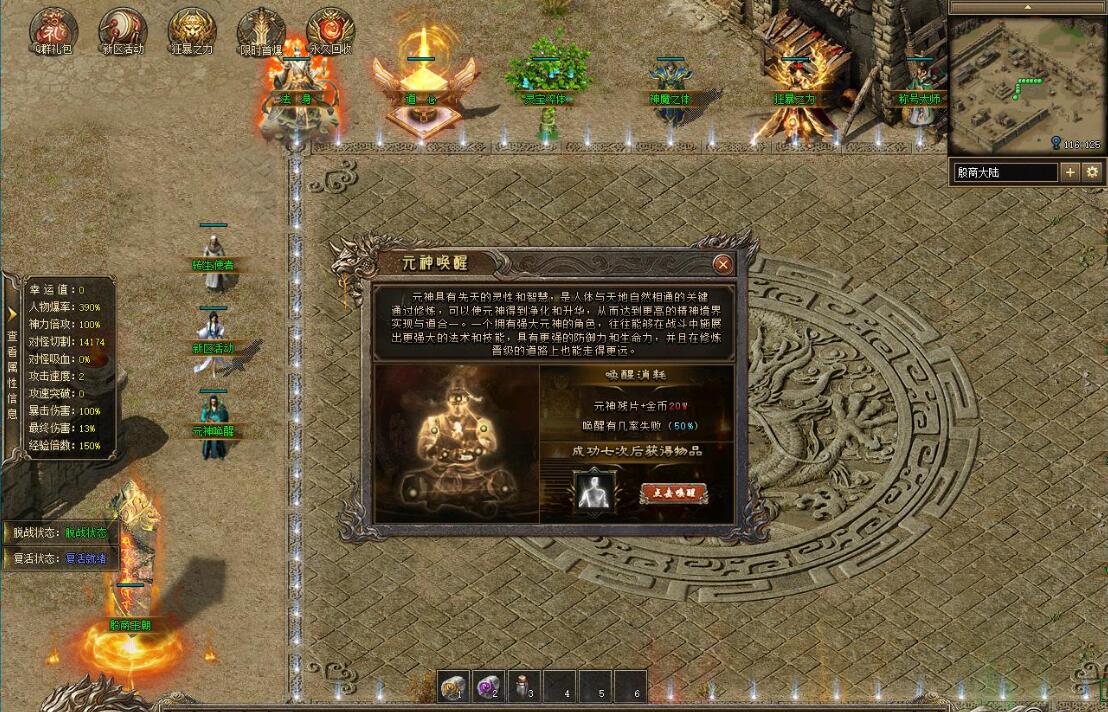 Q群礼包
新区活动
狂暴之力
限时首爆
永久回收
法 身
道 心
灵宝骖体
神魔之体
狂暴之力
称号大师
116:125
殷商大陆
转生使者
新区活动
元神唤醒
查看属性信息
幸运值:0
人物爆率:390%
神力倍攻:100%
对怪切割:14174
对怪吸血:0%
攻击速度:2
攻速突破:0
暴击伤害:100%
最终伤害:13%
经验倍数:150%
脱战状态:脱战状态
复活状态:复活就绪
殷商王朝
元神唤醒
元神具有先天的灵性和智慧,是人体与天地自然相通的关键
通过修炼,可以使元神得到净化和升华,从而达到更高的精神境界
实现与道合一。一个拥有强大元神的角色,往往能够在战斗中施展
出更强大的法术和技能,具有更强的防御力和生命力,并且在修炼
晋级的道路上也能走得更远。
唤醒消耗
元神残片+金币20W
唤醒有几率失败(50%)
成功七次后获得物品
点击唤醒
1 2 3 4 5 6